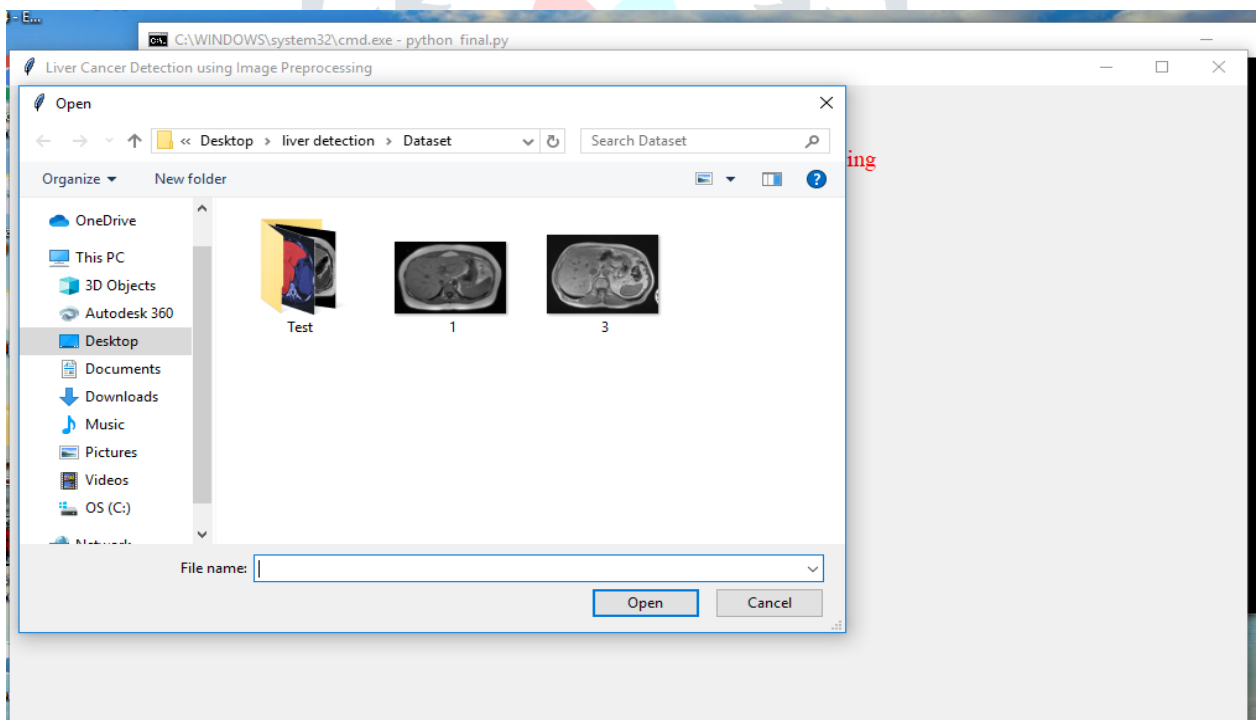 - E...
C:\WINDOWS\system32\cmd.exe - python final.py
Liver Cancer Detection using Image Preprocessing
Open
« Desktop › liver detection › Dataset
Search Dataset
ing
Organize
New folder
OneDrive
This PC
3D Objects
Autodesk 360
Desktop
Documents
Downloads
Music
Pictures
Videos
OS (C:)
Test
1
3
File name:
Open
Cancel